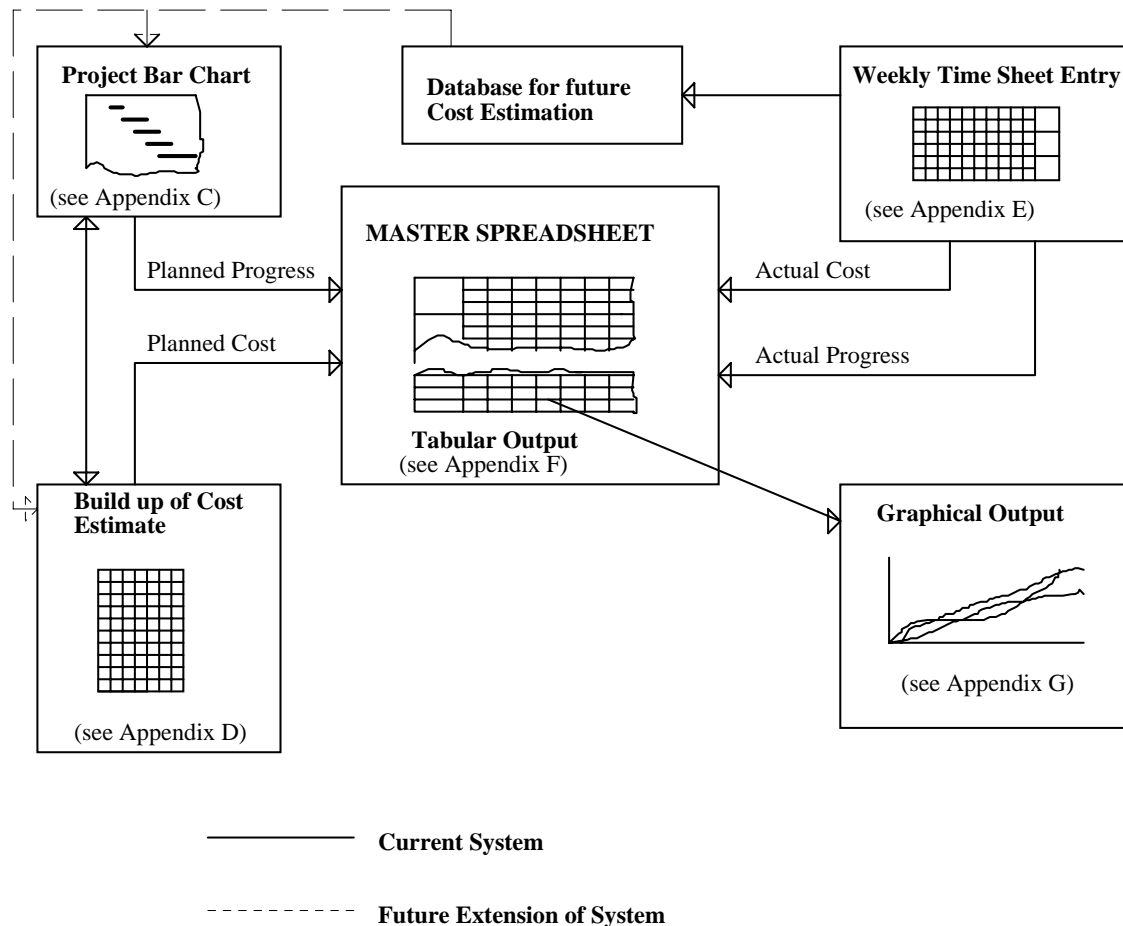 Project Bar Chart
(see Appendix C)
Database for future
Cost Estimation
Weekly Time Sheet Entry
(see Appendix E)
MASTER SPREADSHEET
Planned Progress
Actual Cost
Planned Cost
Actual Progress
Tabular Output
(see Appendix F)
Build up of Cost
Estimate
(see Appendix D)
Graphical Output
(see Appendix G)
Current System
Future Extension of System